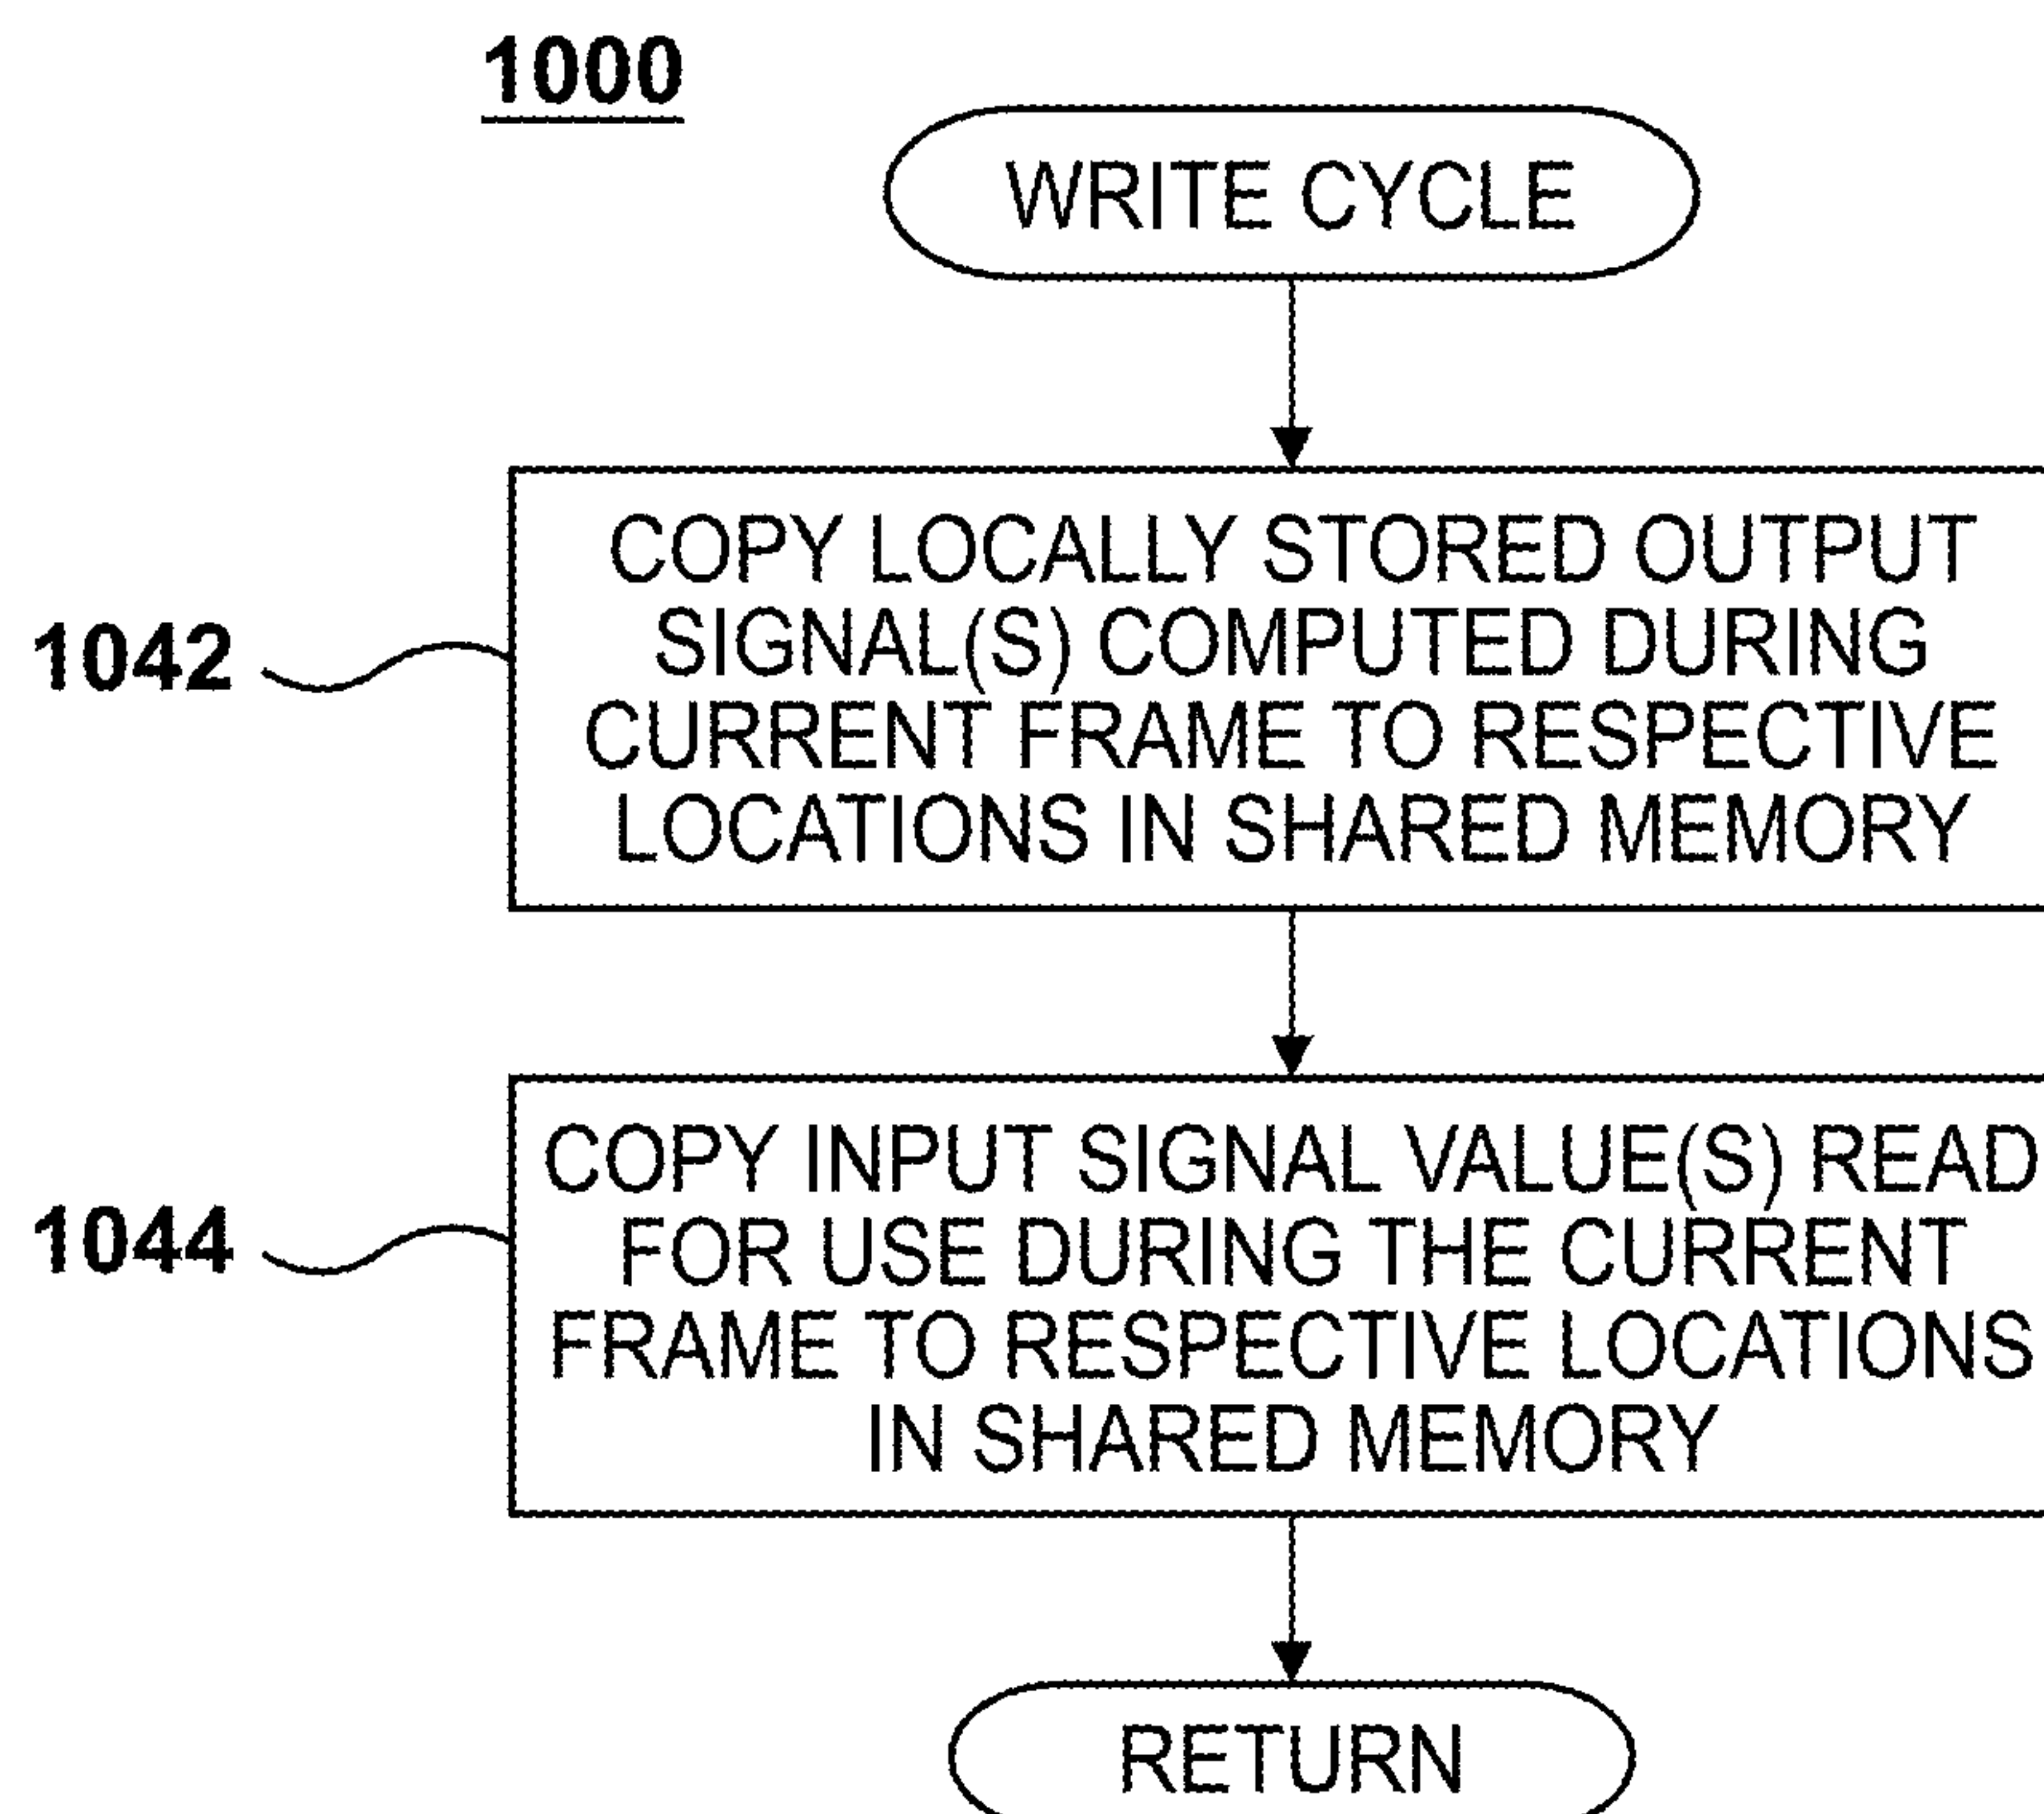 1000
WRITE CYCLE
COPY LOCALLY STORED OUTPUT
SIGNAL(S) COMPUTED DURING
CURRENT FRAME TO RESPECTIVE
LOCATIONS IN SHARED MEMORY
1042
COPY INPUT SIGNAL VALUE(S) READ
FOR USE DURING THE CURRENT
FRAME TO RESPECTIVE LOCATIONS
IN SHARED MEMORY
1044
RETURN